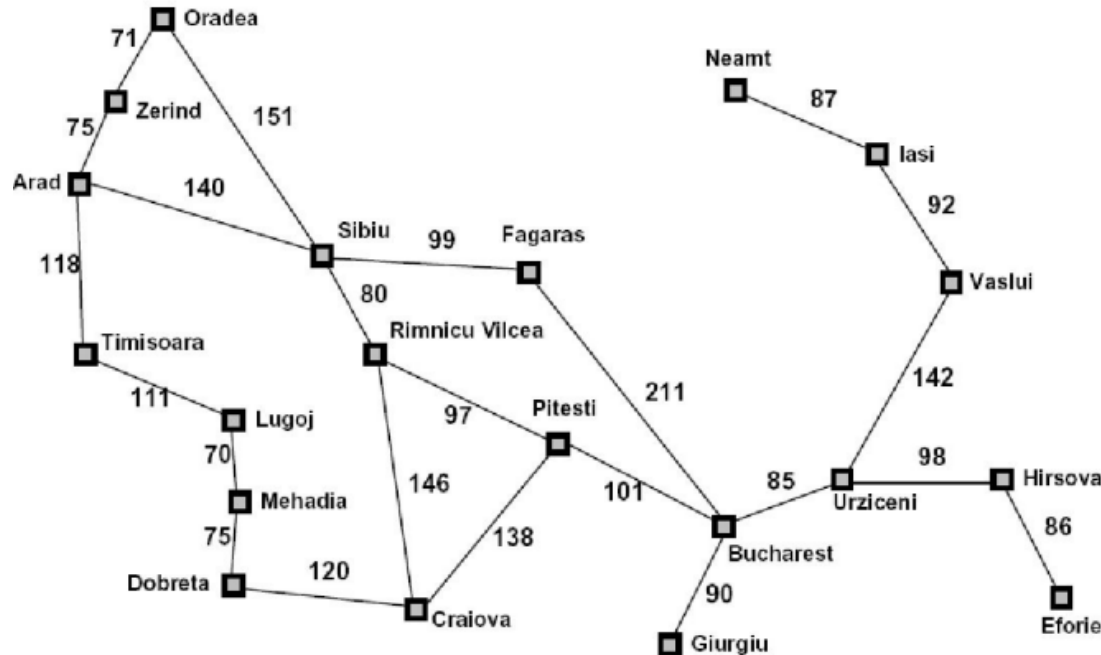 Oradea
71
Neamt
87
Zerind
75
151
Iasi
Arad
140
92
Sibiu
99
Fagaras
118
80
Vaslui
Timisoara
Rimnicu Vilcea
142
111
211
Lugoj
97
Pitesti
70
98
146
85
Hirsova
Mehadia
101
Urziceni
75
138
86
Bucharest
120
Dobreta
90
Craiova
Eforie
Giurgiu